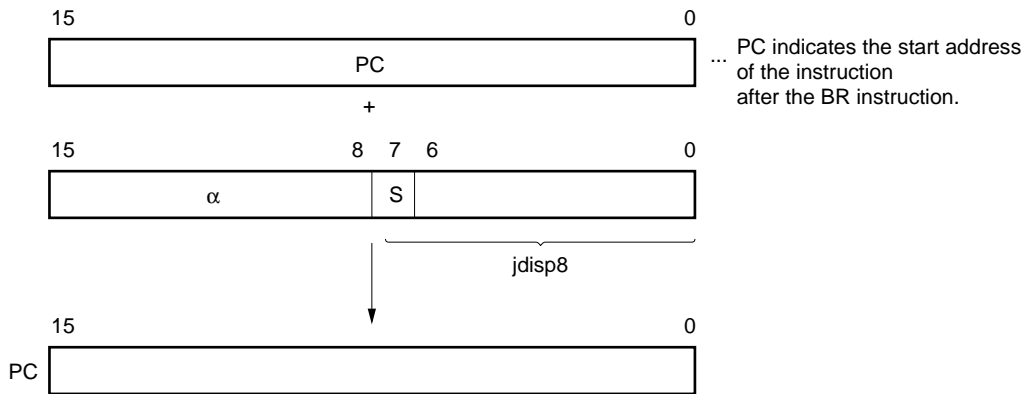 15 0
PC
... PC indicates the start address
of the instruction
after the BR instruction.
+
15 8 7 6 0
α S
jdisp8
15 0
PC